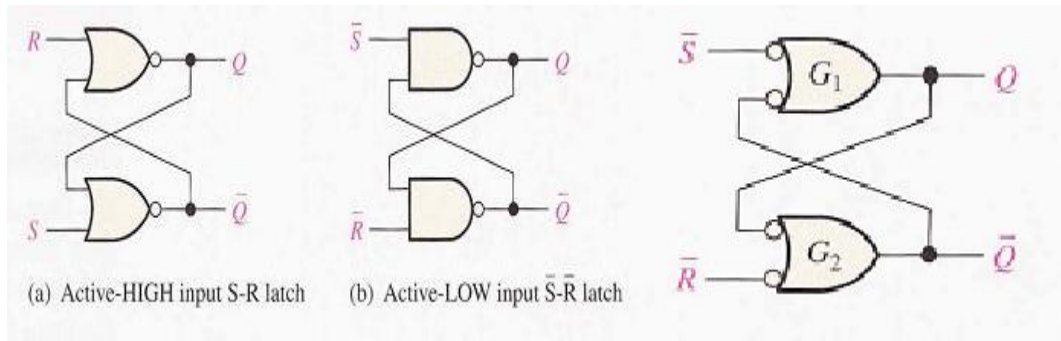 R
Q
S
Q̄
(a) Active-HIGH input S-R latch
S̄
Q
R̄
Q̄
(b) Active-LOW input S̄-R̄ latch
S̄
G₁
Q
R̄
G₂
Q̄